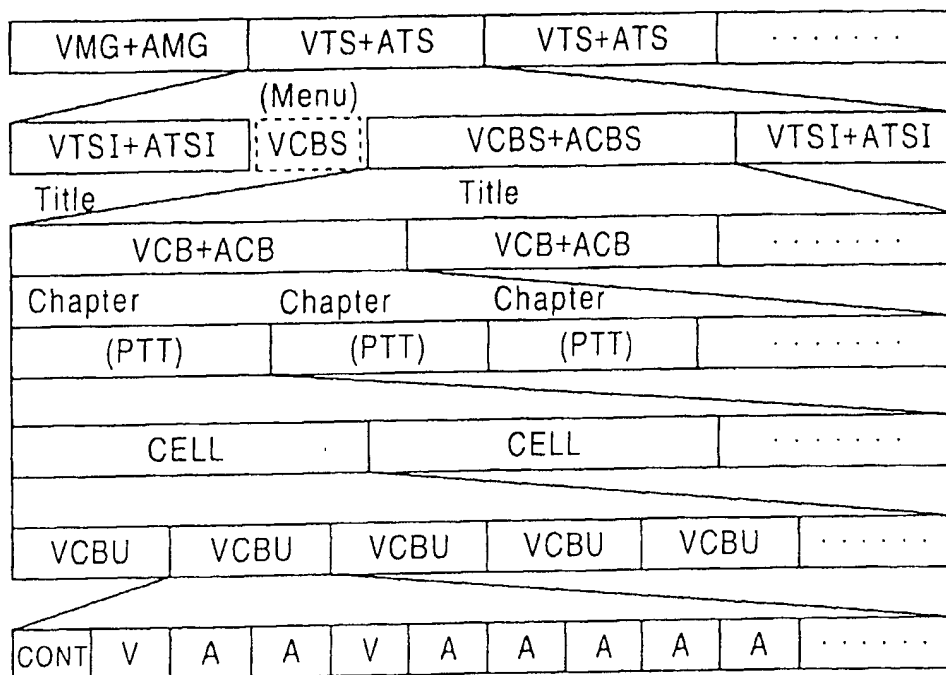 VMG+AMG VTS+ATS VTS+ATS .......
(Menu)
VTSI+ATSI VCBS VCBS+ACBS VTSI+ATSI
Title Title
VCB+ACB VCB+ACB .......
Chapter Chapter Chapter
(PTT) (PTT) (PTT) .......
CELL CELL .......
VCBU VCBU VCBU VCBU VCBU ......
CONT V A A V A A A A A ......